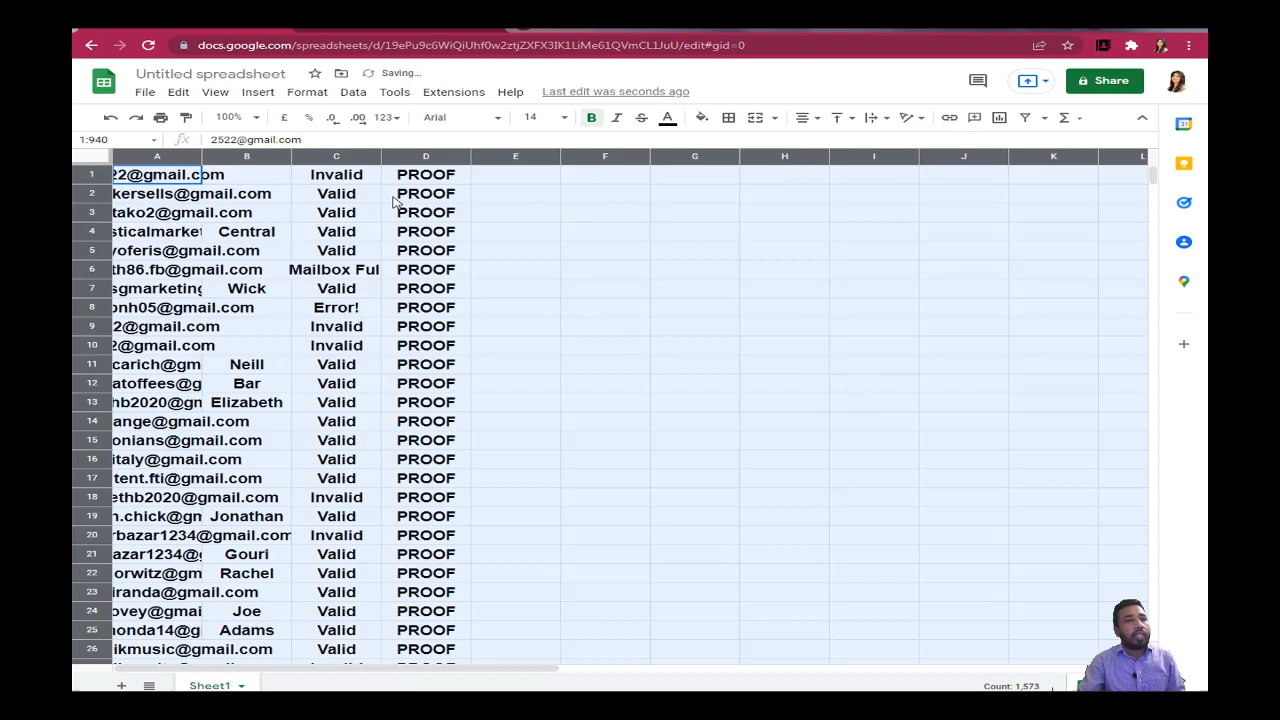 docs.google.com/spreadsheets/d/19ePu9c6WiQiUhf0w2ztjZXFX3IK1LiMe61QVmCL1JuU/edit#gid=0
Untitled spreadsheet Saving...
File Edit View Insert Format Data Tools Extensions Help Last edit was seconds ago Share
100% £ % .0 .00 123 Arial 14 B I S A
1:940 fx 2522@gmail.com
A B C D E F G H I J K L
1 22@gmail.com Invalid PROOF
2 kersells@gmail.com Valid PROOF
3 tako2@gmail.com Valid PROOF
4 sticalmarket Central Valid PROOF
5 yoferis@gmail.com Valid PROOF
6 th86.fb@gmail.com Mailbox Ful PROOF
7 sgmarketing Wick Valid PROOF
8 onh05@gmail.com Error! PROOF
9 2@gmail.com Invalid PROOF
10 2@gmail.com Invalid PROOF
11 carich@gm Neill Valid PROOF
12 atoffees@g Bar Valid PROOF
13 hb2020@gn Elizabeth Valid PROOF
14 ange@gmail.com Valid PROOF
15 onians@gmail.com Valid PROOF
16 italy@gmail.com Valid PROOF
17 tent.fti@gmail.com Valid PROOF
18 ethb2020@gmail.com Invalid PROOF
19 n.chick@gm Jonathan Valid PROOF
20 rbazar1234@gmail.com Invalid PROOF
21 azar1234@g Gouri Valid PROOF
22 orwitz@gm Rachel Valid PROOF
23 iranda@gmail.com Valid PROOF
24 ovey@gmai Joe Valid PROOF
25 honda14@g Adams Valid PROOF
26 ikmusic@gmail.com Valid PROOF
Sheet1 Count: 1,573